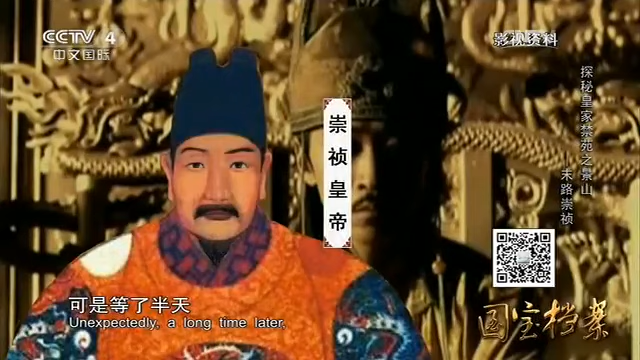 CCTV 4
中文国际
影视资料
探秘皇家禁苑之景山
——末路崇祯
崇祯皇帝
可是等了半天
Unexpectedly, a long time later,
国宝档案